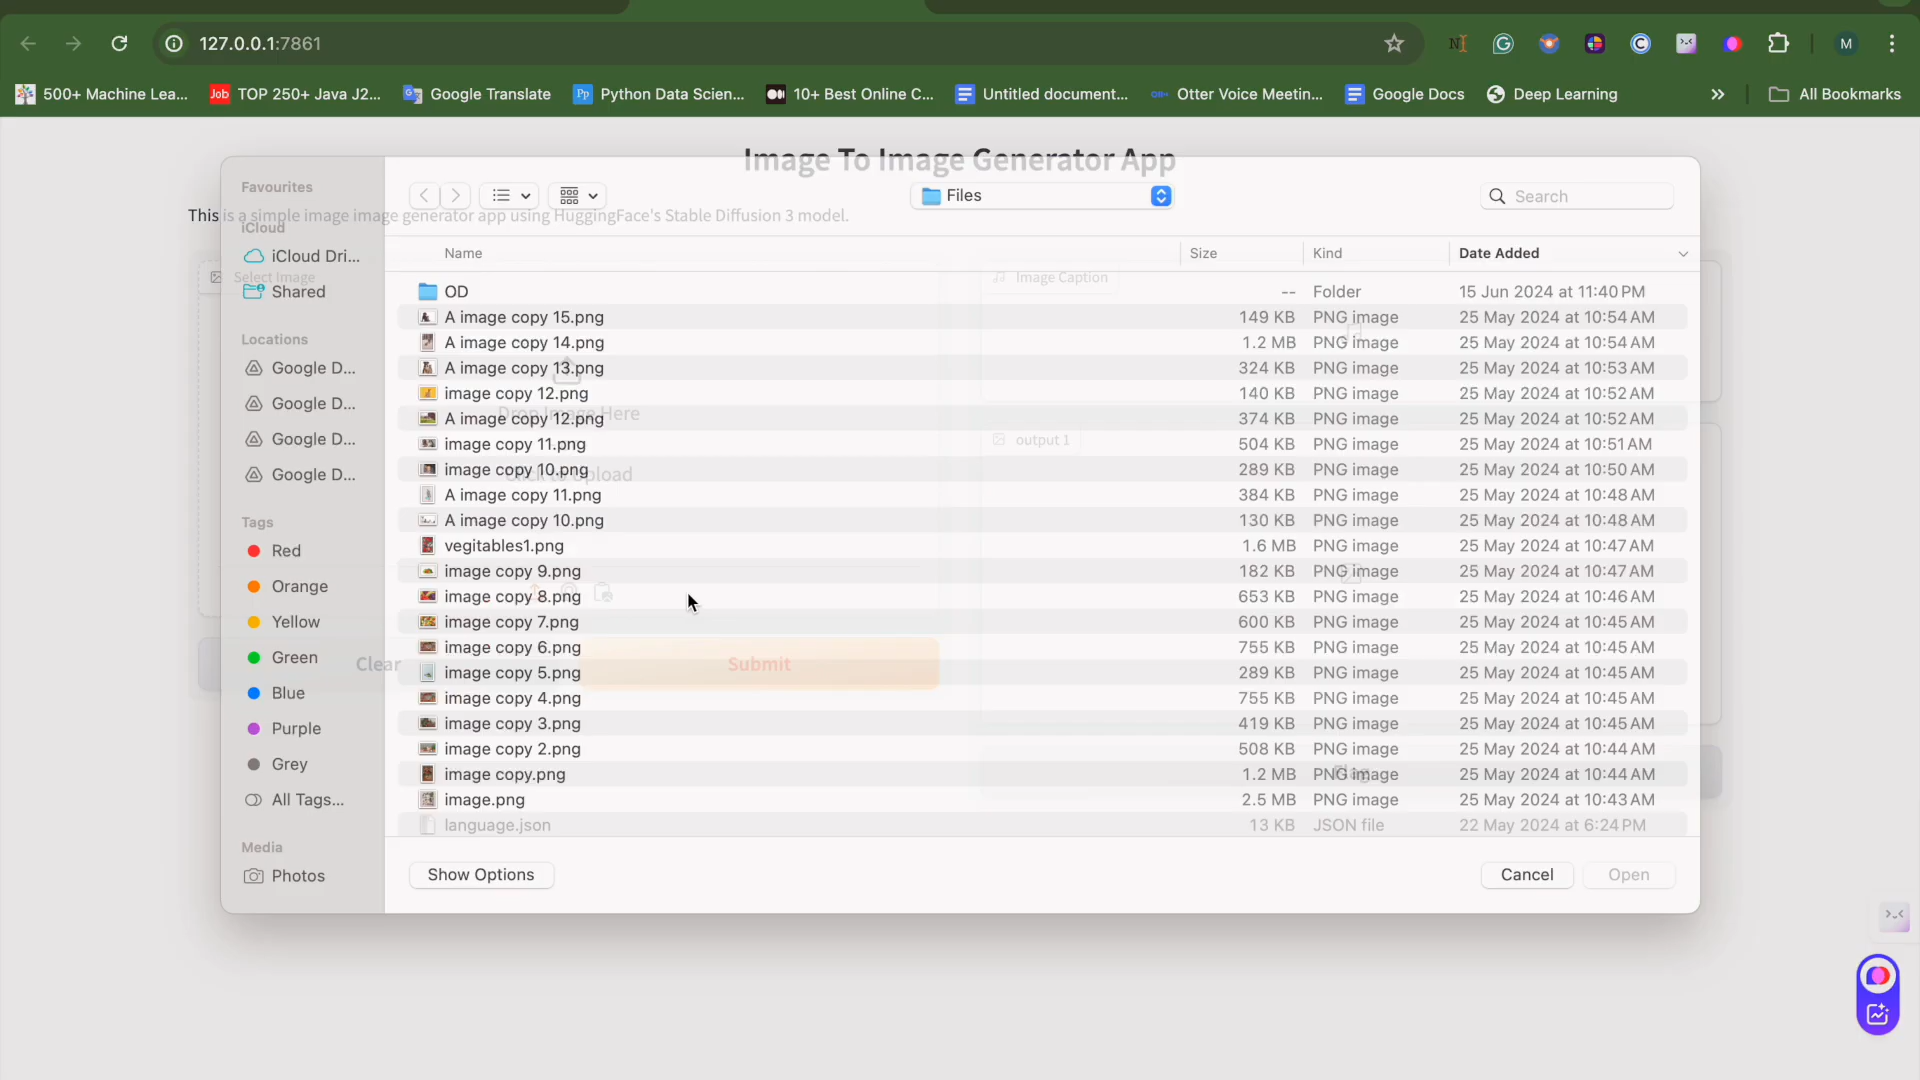 127.0.0.1:7861
M
500+ Machine Lea...
Job TOP 250+ Java J2...
Google Translate
Pp Python Data Scien...
10+ Best Online C...
Untitled document...
Otter Voice Meetin...
Google Docs
Deep Learning
All Bookmarks
Image To Image Generator App
This is a simple image image generator app using HuggingFace's Stable Diffusion 3 model.
Favourites
iCloud
iCloud Dri...
Shared
Locations
Google D...
Google D...
Google D...
Google D...
Tags
Red
Orange
Yellow
Green
Blue
Purple
Grey
All Tags...
Media
Photos
Files
Search
Name Size Kind Date Added
OD -- Folder 15 Jun 2024 at 11:40 PM
A image copy 15.png 149 KB PNG image 25 May 2024 at 10:54 AM
A image copy 14.png 1.2 MB PNG image 25 May 2024 at 10:54 AM
A image copy 13.png 324 KB PNG image 25 May 2024 at 10:53 AM
image copy 12.png 140 KB PNG image 25 May 2024 at 10:52 AM
A image copy 12.png 374 KB PNG image 25 May 2024 at 10:52 AM
image copy 11.png 504 KB PNG image 25 May 2024 at 10:51 AM
image copy 10.png 289 KB PNG image 25 May 2024 at 10:50 AM
A image copy 11.png 384 KB PNG image 25 May 2024 at 10:48 AM
A image copy 10.png 130 KB PNG image 25 May 2024 at 10:48 AM
vegitables1.png 1.6 MB PNG image 25 May 2024 at 10:47 AM
image copy 9.png 182 KB PNG image 25 May 2024 at 10:47 AM
image copy 8.png 653 KB PNG image 25 May 2024 at 10:46 AM
image copy 7.png 600 KB PNG image 25 May 2024 at 10:45 AM
image copy 6.png 755 KB PNG image 25 May 2024 at 10:45 AM
image copy 5.png 289 KB PNG image 25 May 2024 at 10:45 AM
image copy 4.png 755 KB PNG image 25 May 2024 at 10:45 AM
image copy 3.png 419 KB PNG image 25 May 2024 at 10:45 AM
image copy 2.png 508 KB PNG image 25 May 2024 at 10:44 AM
image copy.png 1.2 MB PNG image 25 May 2024 at 10:44 AM
image.png 2.5 MB PNG image 25 May 2024 at 10:43 AM
language.json 13 KB JSON file 22 May 2024 at 6:24 PM
Show Options
Cancel
Open
Select Image
Drop Image Here
Click to Upload
Clear
Submit
Image Caption
output 1
Flag